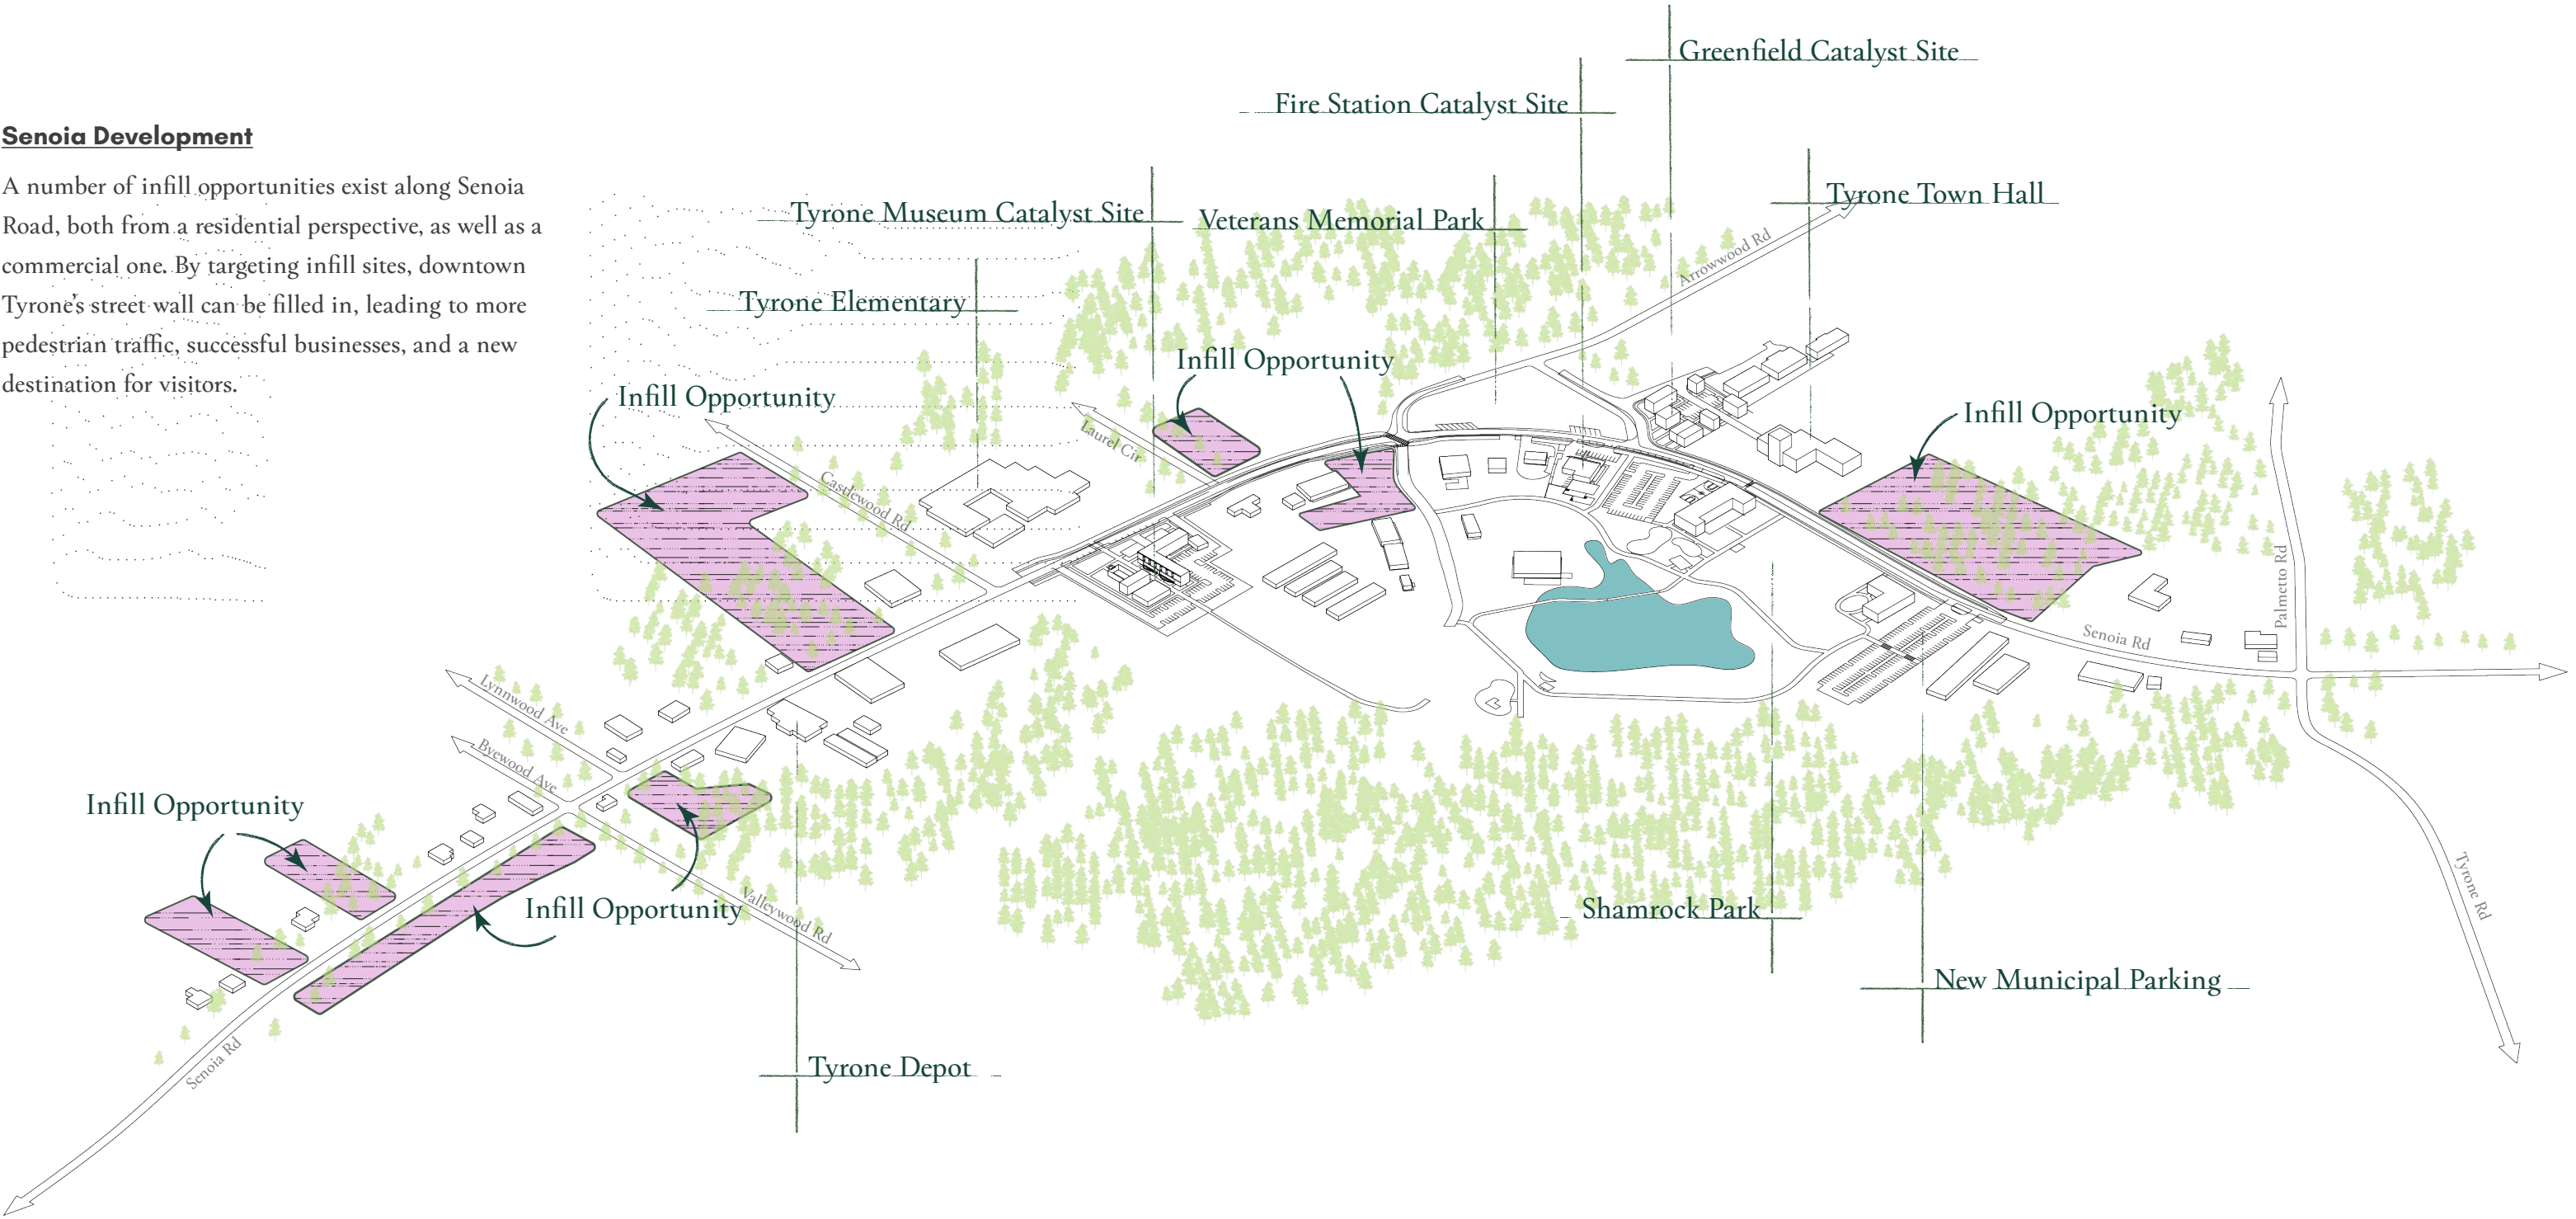 Senoia Development
A number of infill opportunities exist along Senoia
Road, both from a residential perspective, as well as a
commercial one. By targeting infill sites, downtown
Tyrone's street wall can be filled in, leading to more
pedestrian traffic, successful businesses, and a new
destination for visitors.
Greenfield Catalyst Site
Fire Station Catalyst Site
Tyrone Town Hall
Tyrone Museum Catalyst Site
Veterans Memorial Park
Arrowwood Rd
Tyrone Elementary
Infill Opportunity
Infill Opportunity
Infill Opportunity
Laurel Cir
Castlewood Rd
Palmetto Rd
Senoia Rd
Lynnwood Ave
Byewood Ave
Infill Opportunity
Infill Opportunity
Valleywood Rd
Shamrock Park
Tyrone Rd
New Municipal Parking
Senoia Rd
Tyrone Depot